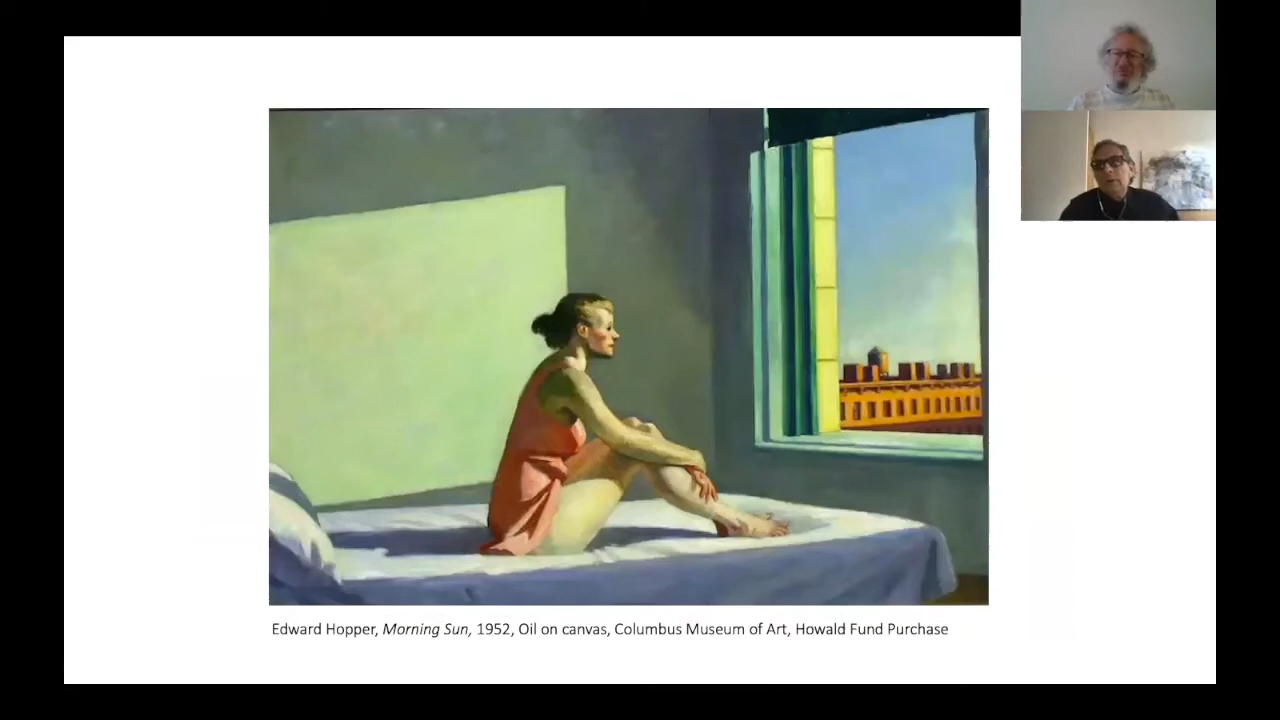 Edward Hopper, Morning Sun, 1952, Oil on canvas, Columbus Museum of Art, Howald Fund Purchase